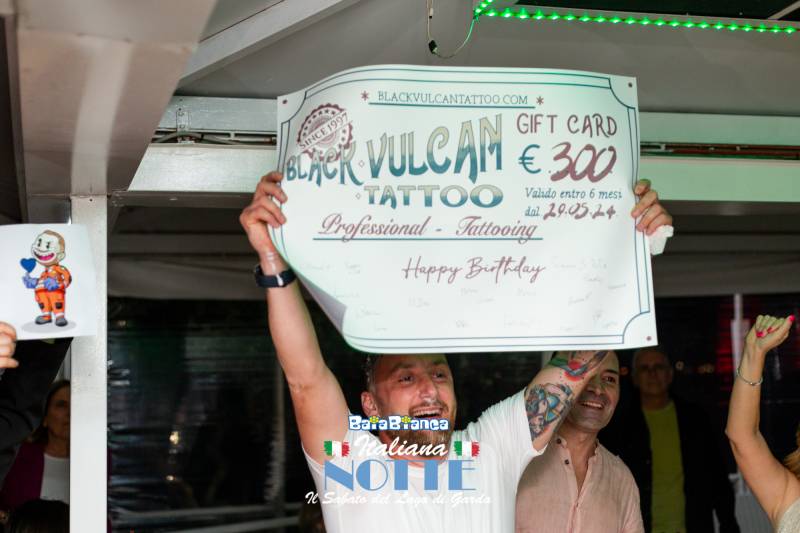 BLACKVULCANTATTOO.COM
SINCE 1997
BLACK VULCAN
TATTOO
Professional - Tattooing
GIFT CARD
€ 300
Valido entro 6 mesi
dal 29.05.24
Happy Birthday
BaiaBianca
Italiana
NOTTE
Il Sabato del Lago di Garda